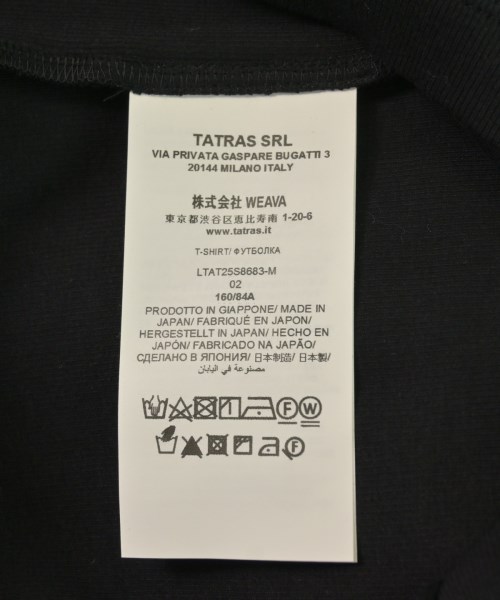 TATRAS SRL
VIA PRIVATA GASPARE BUGATTI 3
20144 MILANO ITALY
株式会社 WEAVA
東京都渋谷区恵比寿南 1-20-6
www.tatras.it
T-SHIRT/ ФУТБОЛКА
LTAT25S8683-M
02
160/84A
PRODOTTO IN GIAPPONE/ MADE IN
JAPAN/ FABRIQUÉ EN JAPON/
HERGESTELLT IN JAPAN/ HECHO EN
JAPÓN/ FABRICADO NA JAPÃO/
СДЕЛАНО В ЯПОНИЯ/ 日本制造/ 日本製/
مصنوعة في اليابان
F W
F